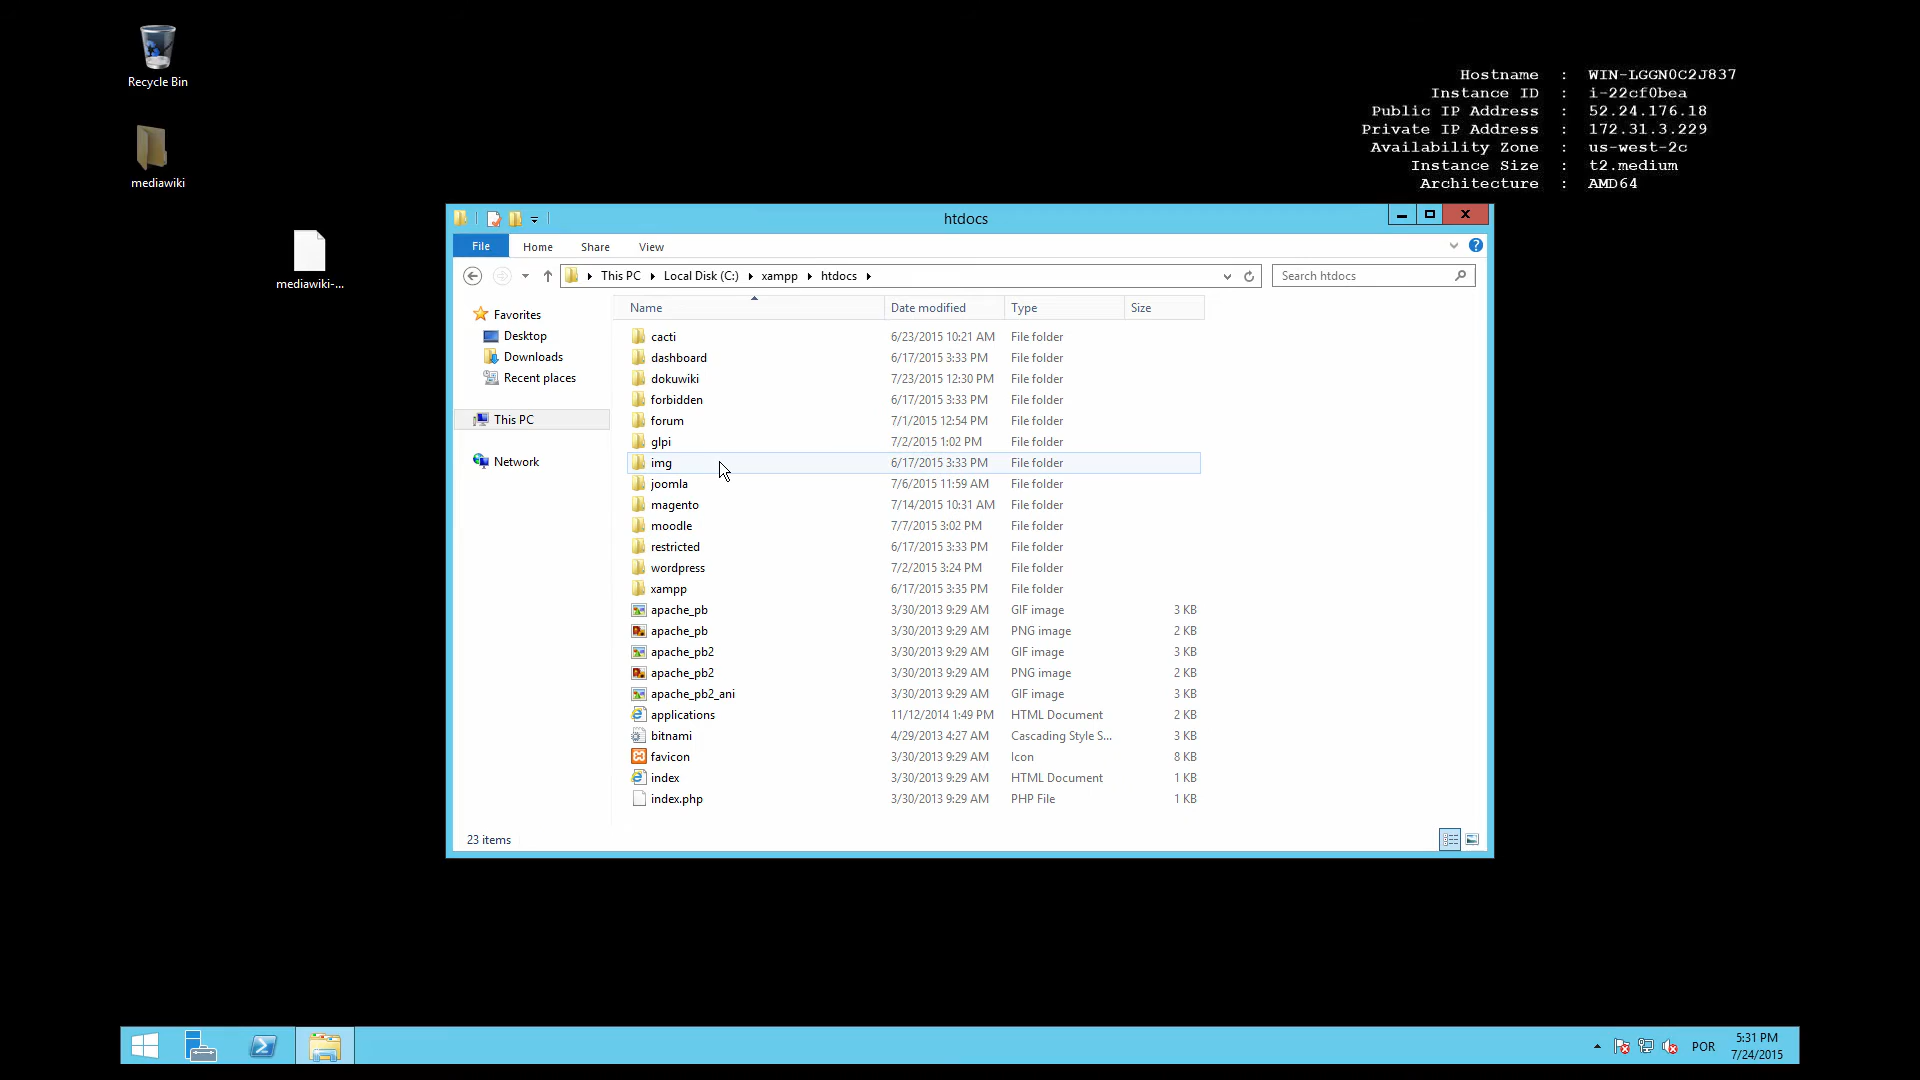 Recycle Bin
mediawiki
mediawiki-...
Hostname : WIN-LGGN0C2J837
Instance ID : i-22cf0bea
Public IP Address : 52.24.176.18
Private IP Address : 172.31.3.229
Availability Zone : us-west-2c
Instance Size : t2.medium
Architecture : AMD64
htdocs
File Home Share View
This PC Local Disk (C:) xampp htdocs
Search htdocs
Favorites
Desktop
Downloads
Recent places
This PC
Network
Name Date modified Type Size
cacti 6/23/2015 10:21 AM File folder
dashboard 6/17/2015 3:33 PM File folder
dokuwiki 7/23/2015 12:30 PM File folder
forbidden 6/17/2015 3:33 PM File folder
forum 7/1/2015 12:54 PM File folder
glpi 7/2/2015 1:02 PM File folder
img 6/17/2015 3:33 PM File folder
joomla 7/6/2015 11:59 AM File folder
magento 7/14/2015 10:31 AM File folder
moodle 7/7/2015 3:02 PM File folder
restricted 6/17/2015 3:33 PM File folder
wordpress 7/2/2015 3:24 PM File folder
xampp 6/17/2015 3:35 PM File folder
apache_pb 3/30/2013 9:29 AM GIF image 3 KB
apache_pb 3/30/2013 9:29 AM PNG image 2 KB
apache_pb2 3/30/2013 9:29 AM GIF image 3 KB
apache_pb2 3/30/2013 9:29 AM PNG image 2 KB
apache_pb2_ani 3/30/2013 9:29 AM GIF image 3 KB
applications 11/12/2014 1:49 PM HTML Document 2 KB
bitnami 4/29/2013 4:27 AM Cascading Style S... 3 KB
favicon 3/30/2013 9:29 AM Icon 8 KB
index 3/30/2013 9:29 AM HTML Document 1 KB
index.php 3/30/2013 9:29 AM PHP File 1 KB
23 items
POR
5:31 PM
7/24/2015